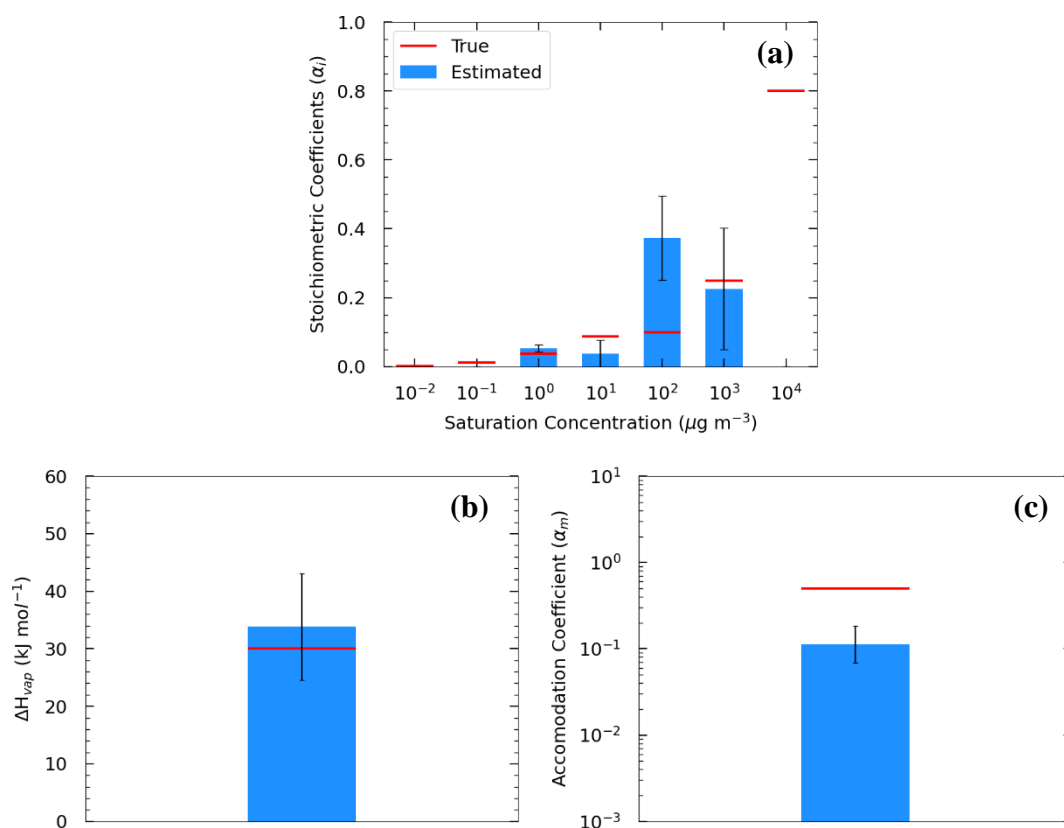 1.0
0.8
0.6
0.4
0.2
0.0
Stoichiometric Coefficients (αᵢ)
True
Estimated
(a)
10⁻² 10⁻¹ 10⁰ 10¹ 10² 10³ 10⁴
Saturation Concentration (μg m⁻³)
60
50
40
30
20
10
0
ΔH_vap (kJ mol⁻¹)
(b)
10¹
10⁰
10⁻¹
10⁻²
10⁻³
Accomodation Coefficient (αₘ)
(c)